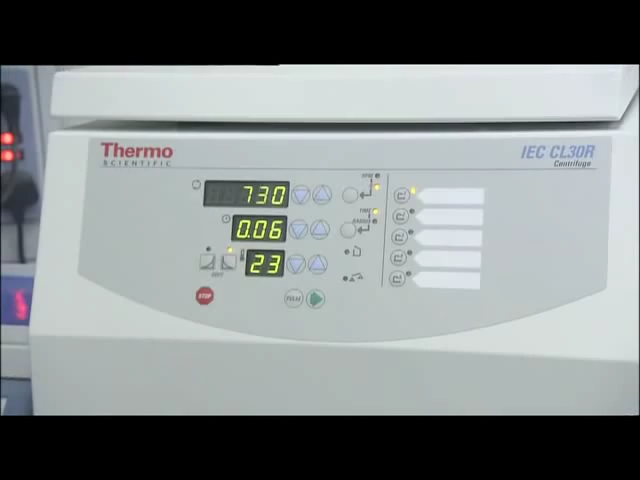 Thermo
SCIENTIFIC
IEC CL30R
Centrifuge
730
0.06
23
STOP
PULSE